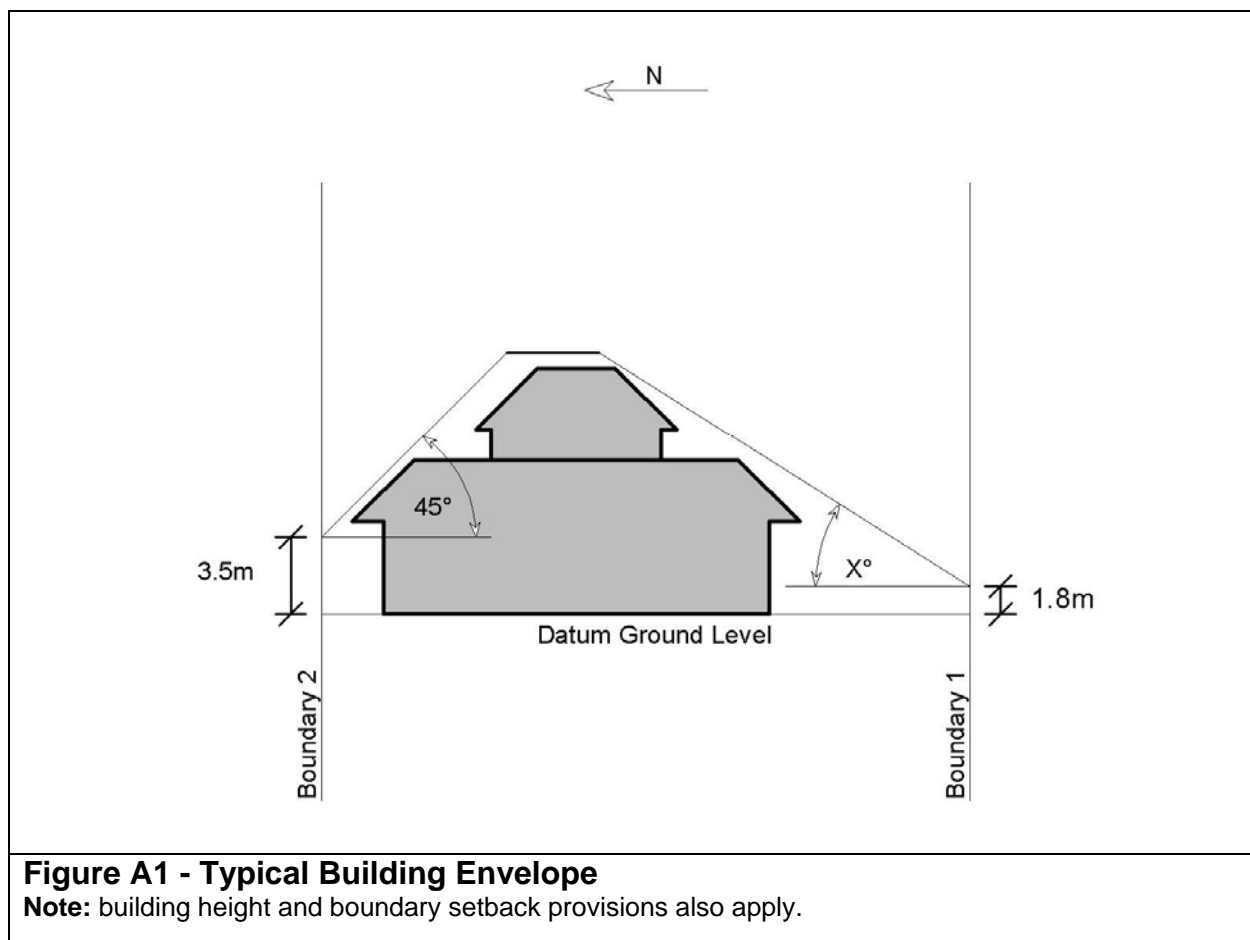 N
45°
3.5m
X°
1.8m
Datum Ground Level
Boundary 2
Boundary 1
Figure A1 - Typical Building Envelope
Note: building height and boundary setback provisions also apply.